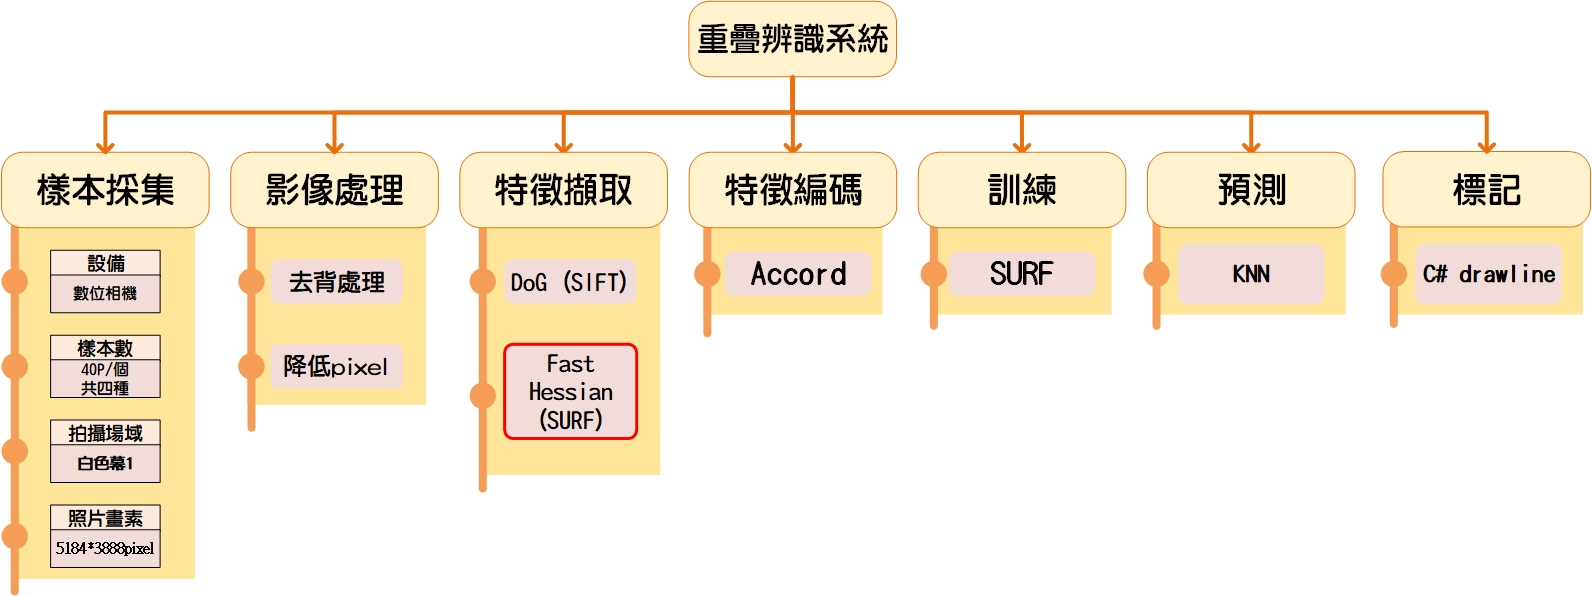 重疊辨識系統
樣本採集
設備
數位相機
樣本數
40P/個
共四種
拍攝場域
白色幕1
照片畫素
5184*3888pixel
影像處理
去背處理
降低pixel
特徵擷取
DoG (SIFT)
Fast
Hessian
(SURF)
特徵編碼
Accord
訓練
SURF
預測
KNN
標記
C# drawline